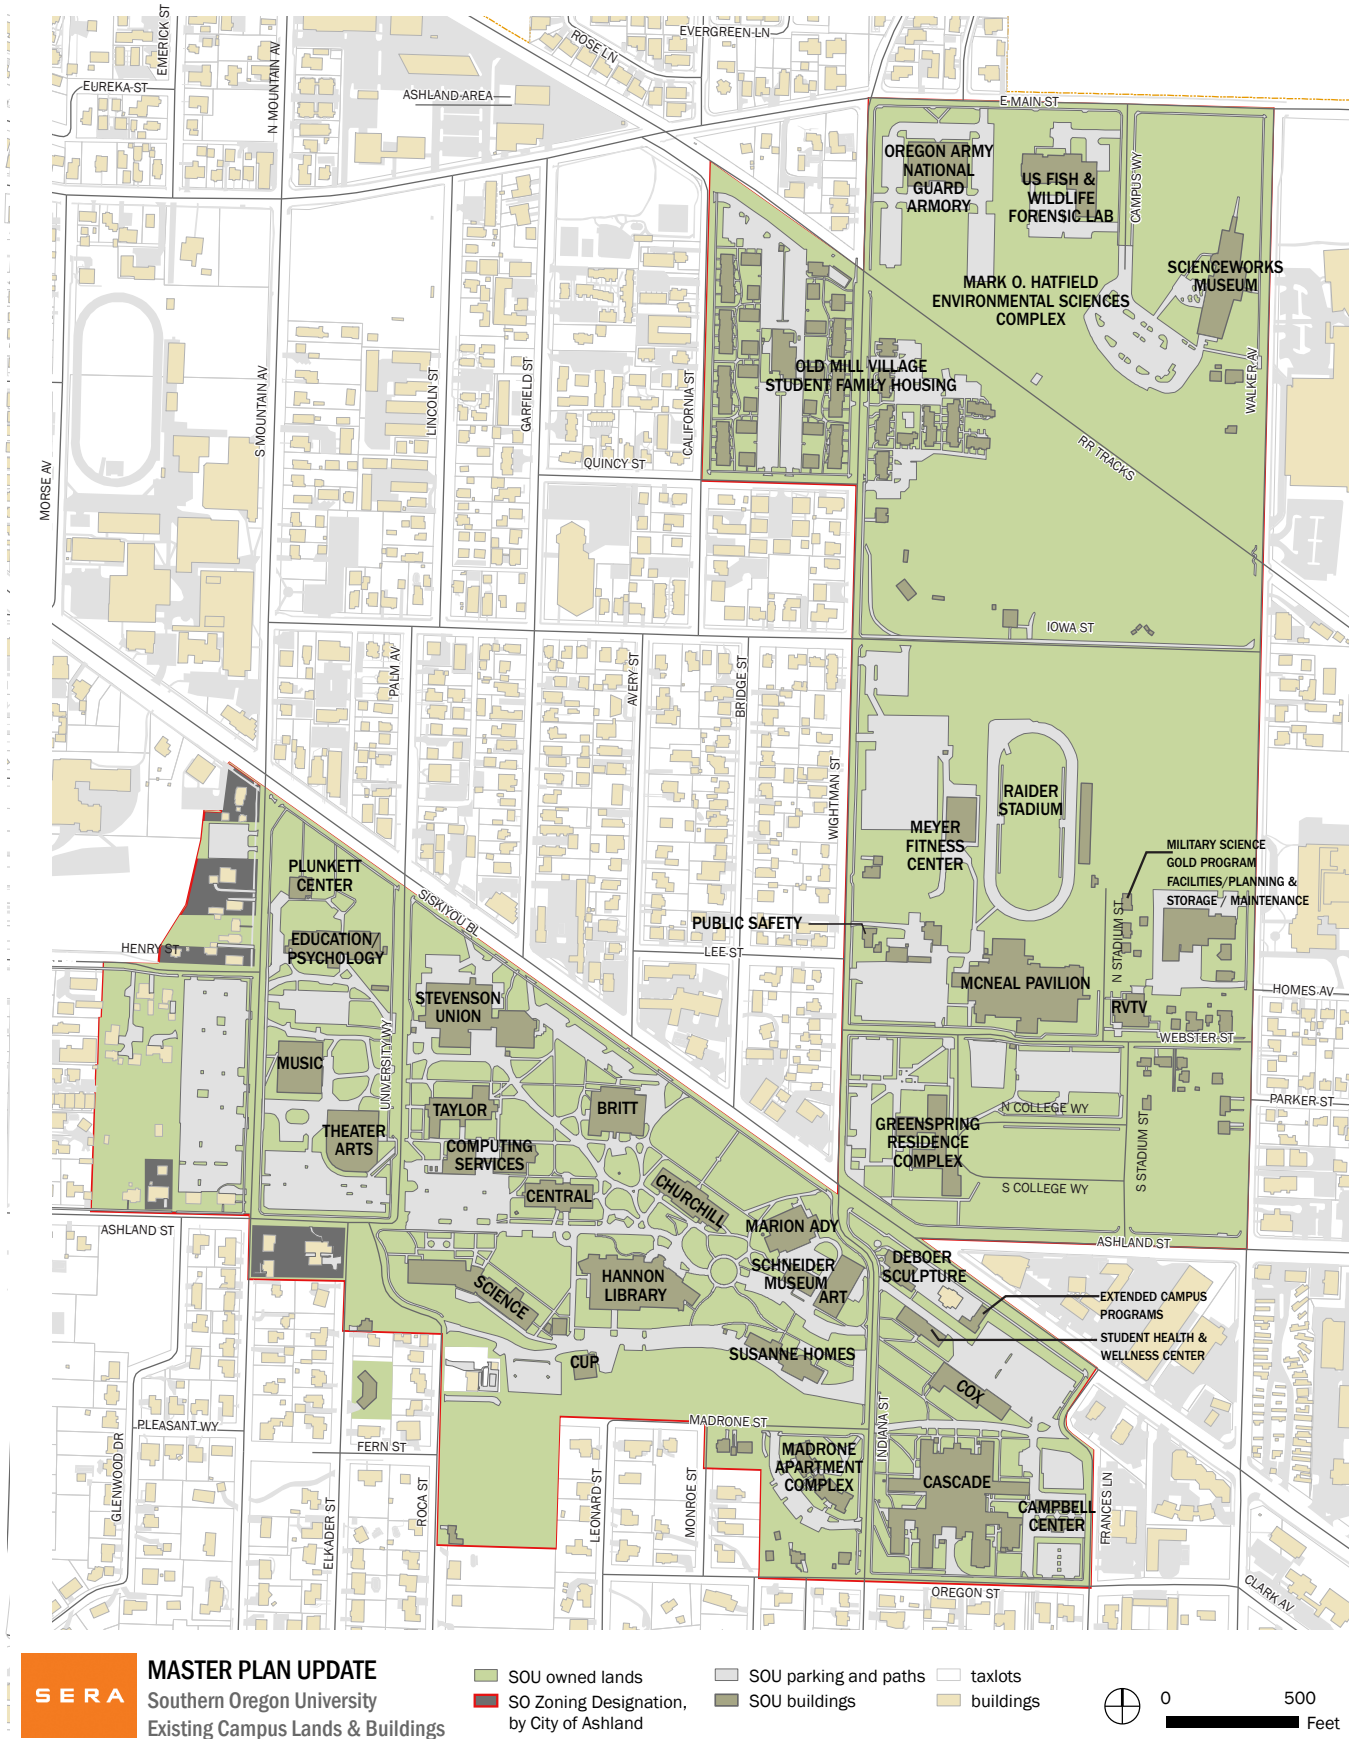 EMERICK ST
EVERGREEN LN
ROSE LN
N MOUNTAIN AV
EUREKA ST
ASHLAND AREA
E MAIN ST
OREGON ARMY
NATIONAL
GUARD
ARMORY
US FISH &
WILDLIFE
FORENSIC LAB
CAMPUS WY
SCIENCEWORKS
MUSEUM
MARK O. HATFIELD
ENVIRONMENTAL SCIENCES
COMPLEX
OLD MILL VILLAGE
STUDENT FAMILY HOUSING
WALKER AV
S MOUNTAIN AV
LINCOLN ST
GARFIELD ST
CALIFORNIA ST
QUINCY ST
MORSE AV
RR TRACKS
IOWA ST
PALM AV
AVERY ST
BRIDGE ST
WIGHTMAN ST
RAIDER
STADIUM
MEYER
FITNESS
CENTER
MILITARY SCIENCE
GOLD PROGRAM
FACILITIES/PLANNING &
STORAGE / MAINTENANCE
PLUNKETT
CENTER
SISKIYOU BL
PUBLIC SAFETY
N STADIUM ST
HENRY ST
EDUCATION/
PSYCHOLOGY
LEE ST
MCNEAL PAVILION
HOMES AV
STEVENSON
UNION
RVTV
WEBSTER ST
UNIVERSITY WY
MUSIC
TAYLOR
BRITT
N COLLEGE WY
PARKER ST
THEATER
ARTS
COMPUTING
SERVICES
GREENSPRING
RESIDENCE
COMPLEX
S STADIUM ST
CENTRAL
CHURCHILL
S COLLEGE WY
ASHLAND ST
MARION ADY
ASHLAND ST
SCHNEIDER
MUSEUM
ART
DEBOER
SCULPTURE
HANNON
LIBRARY
SCIENCE
EXTENDED CAMPUS
PROGRAMS
STUDENT HEALTH &
WELLNESS CENTER
CUP
SUSANNE HOMES
COX
INDIANA ST
PLEASANT WY
MADRONE ST
FERN ST
GLENWOOD DR
ELKADER ST
ROCA ST
LEONARD ST
MONROE ST
MADRONE
APARTMENT
COMPLEX
CASCADE
CAMPBELL
CENTER
FRANCES LN
OREGON ST
CLARK AV
SERA
MASTER PLAN UPDATE
Southern Oregon University
Existing Campus Lands & Buildings
SOU owned lands
SO Zoning Designation,
by City of Ashland
SOU parking and paths
SOU buildings
taxlots
buildings
0 500
Feet